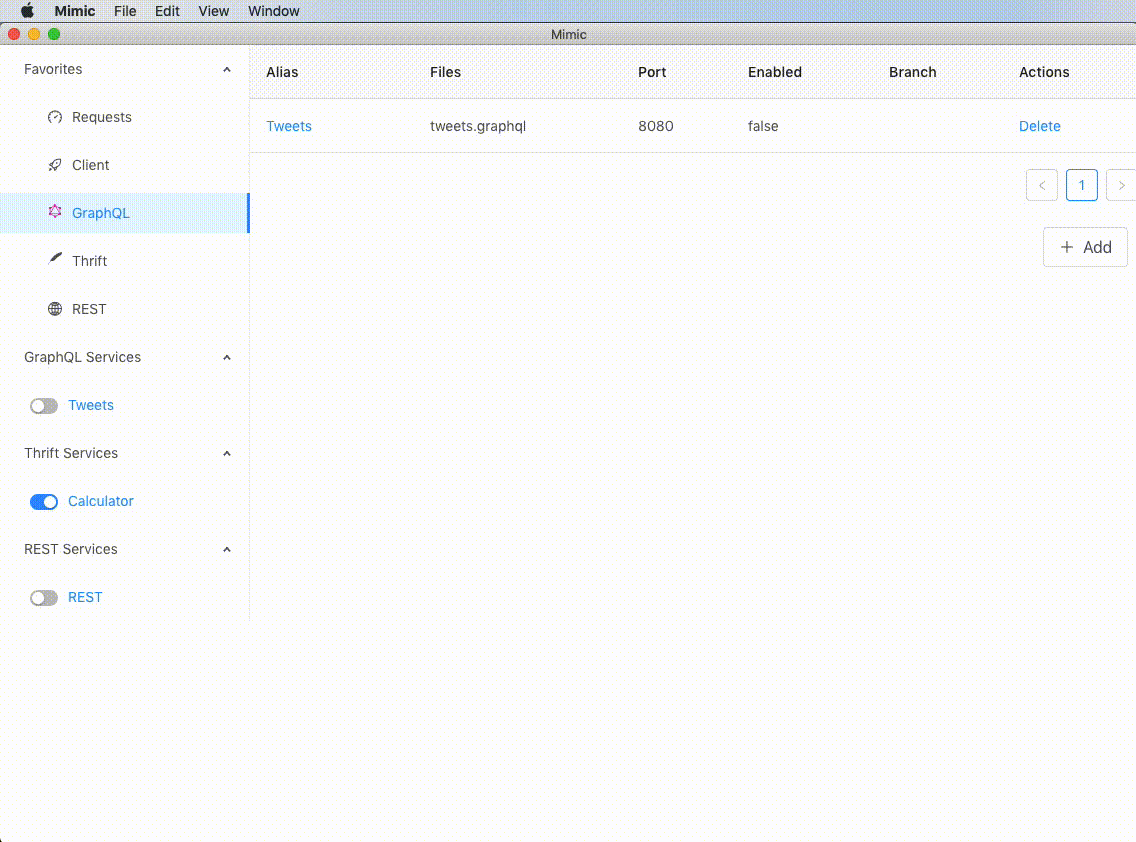 Mimic File Edit View Window
Mimic
Favorites
Requests
Client
GraphQL
Thrift
REST
GraphQL Services
Tweets
Thrift Services
Calculator
REST Services
REST
Alias Files Port Enabled Branch Actions
Tweets tweets.graphql 8080 false Delete
< 1 >
+ Add